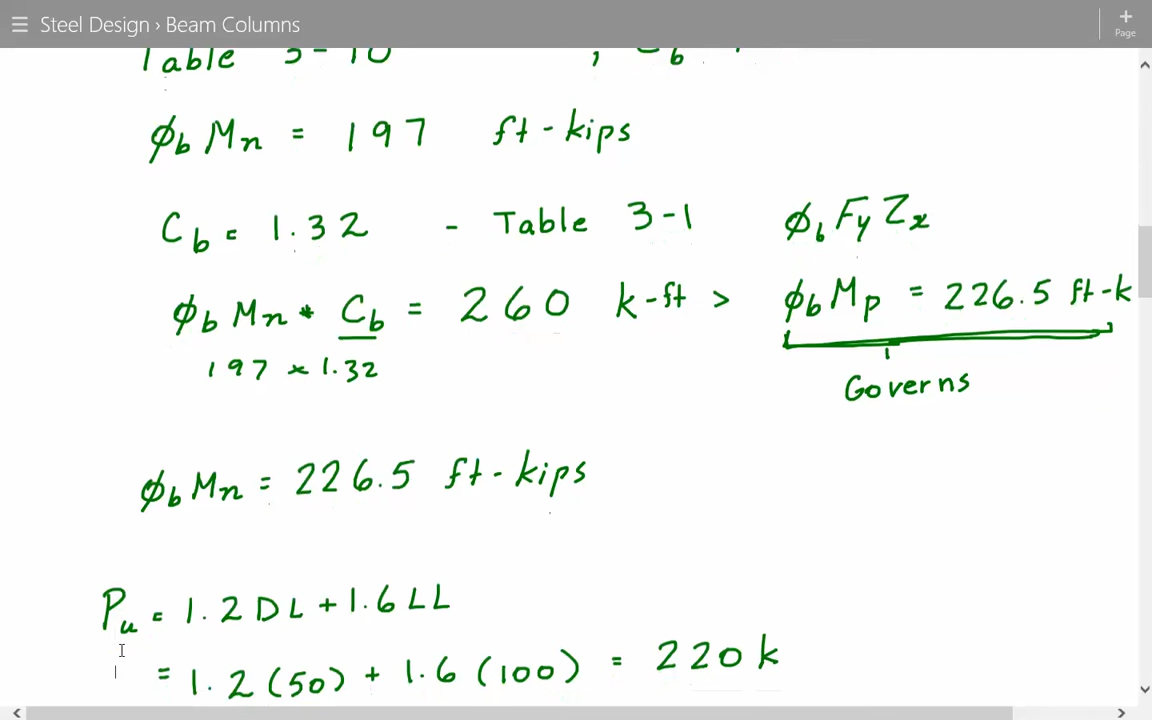 ☰ Steel Design › Beam Columns
+ Page
Table 3-10 , Cb
ϕb Mn = 197 ft-kips
Cb = 1.32 - Table 3-1 ϕb Fy Zx
ϕb Mn * Cb = 260 k-ft > ϕb Mp = 226.5 ft-k
197 × 1.32
Governs
ϕb Mn = 226.5 ft-kips
Pu = 1.2 DL + 1.6 LL
= 1.2 (50) + 1.6 (100) = 220 k